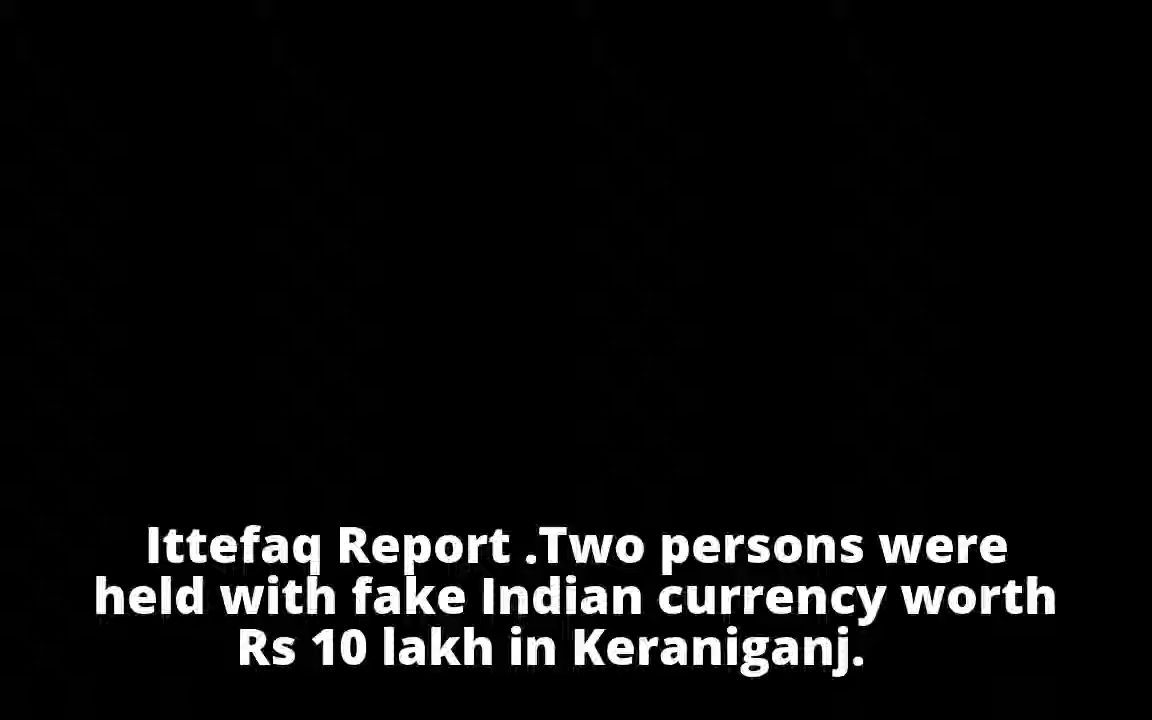 Ittefaq Report .Two persons were
held with fake Indian currency worth
Rs 10 lakh in Keraniganj.